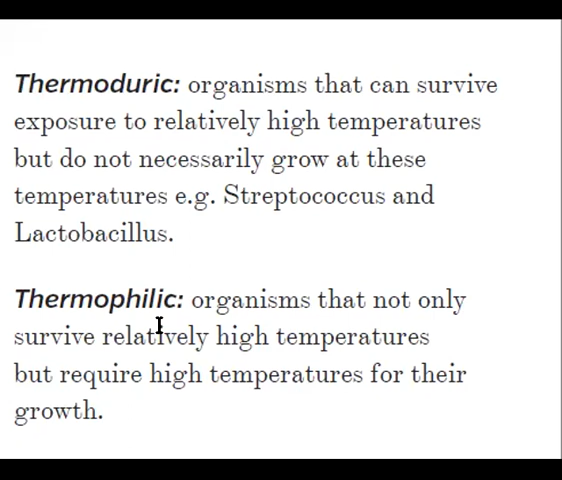 Thermoduric: organisms that can survive
exposure to relatively high temperatures
but do not necessarily grow at these
temperatures e.g. Streptococcus and
Lactobacillus.
Thermophilic: organisms that not only
survive relatively high temperatures
but require high temperatures for their
growth.